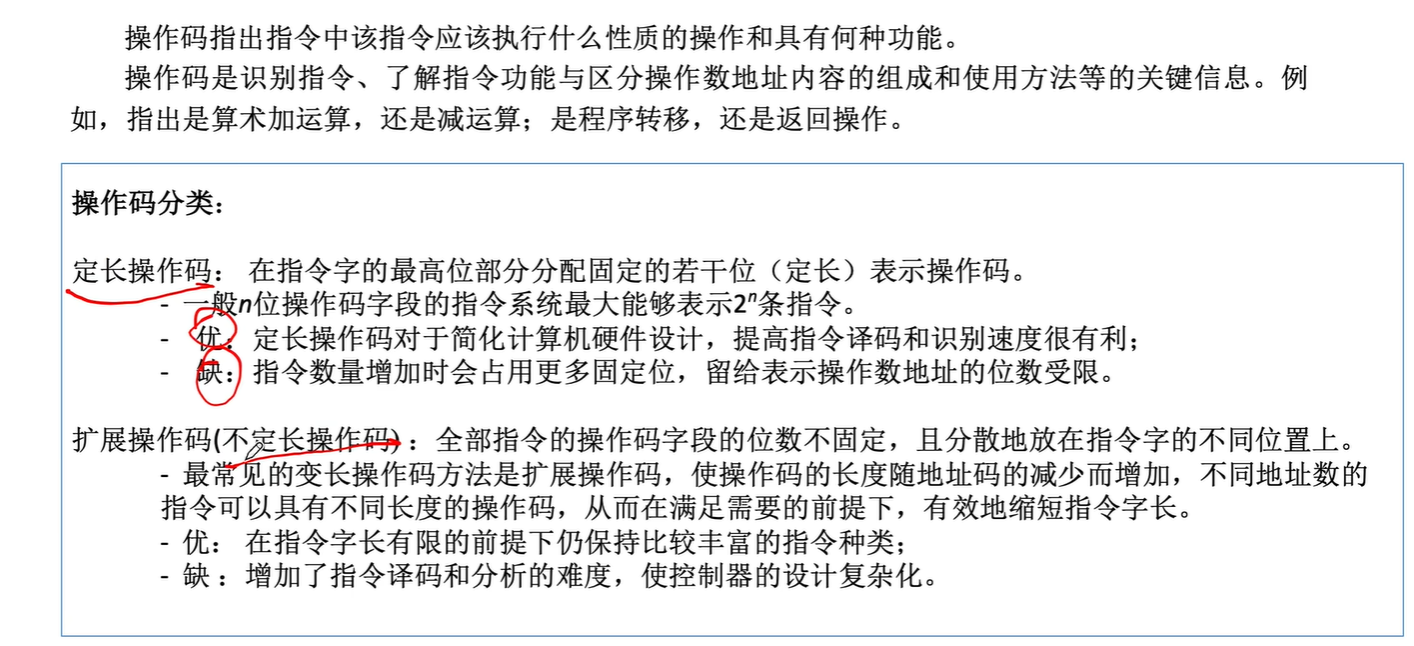 操作码指出指令中该指令应该执行什么性质的操作和具有何种功能。
操作码是识别指令、了解指令功能与区分操作数地址内容的组成和使用方法等的关键信息。例
如，指出是算术加运算，还是减运算；是程序转移，还是返回操作。
操作码分类：
定长操作码： 在指令字的最高位部分分配固定的若干位（定长）表示操作码。
- 一般n位操作码字段的指令系统最大能够表示2ⁿ条指令。
- 优：定长操作码对于简化计算机硬件设计，提高指令译码和识别速度很有利；
- 缺：指令数量增加时会占用更多固定位，留给表示操作数地址的位数受限。
扩展操作码(不定长操作码)：全部指令的操作码字段的位数不固定，且分散地放在指令字的不同位置上。
- 最常见的变长操作码方法是扩展操作码，使操作码的长度随地址码的减少而增加，不同地址数的
指令可以具有不同长度的操作码，从而在满足需要的前提下，有效地缩短指令字长。
- 优： 在指令字长有限的前提下仍保持比较丰富的指令种类；
- 缺：增加了指令译码和分析的难度，使控制器的设计复杂化。